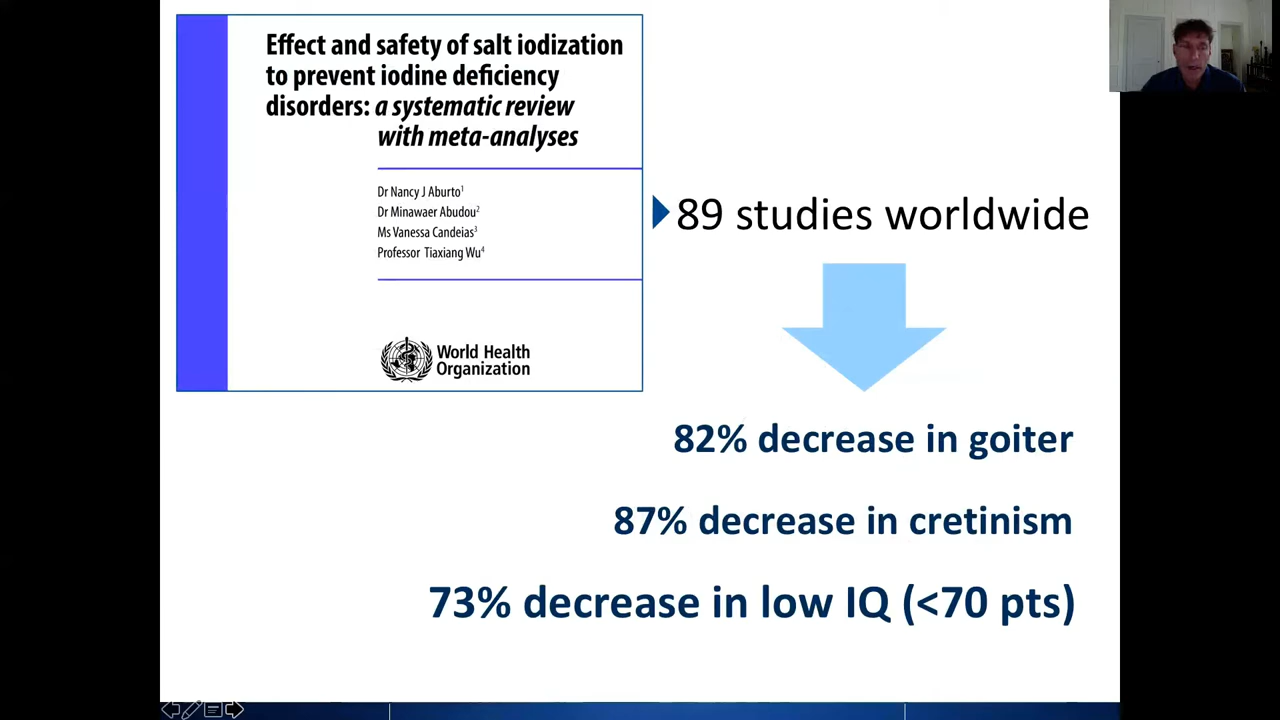 Effect and safety of salt iodization
to prevent iodine deficiency
disorders: a systematic review
with meta-analyses
Dr Nancy J Aburto¹
Dr Minawaer Abudou²
Ms Vanessa Candeias³
Professor Tiaxiang Wu⁴
World Health
Organization
89 studies worldwide
82% decrease in goiter
87% decrease in cretinism
73% decrease in low IQ (<70 pts)